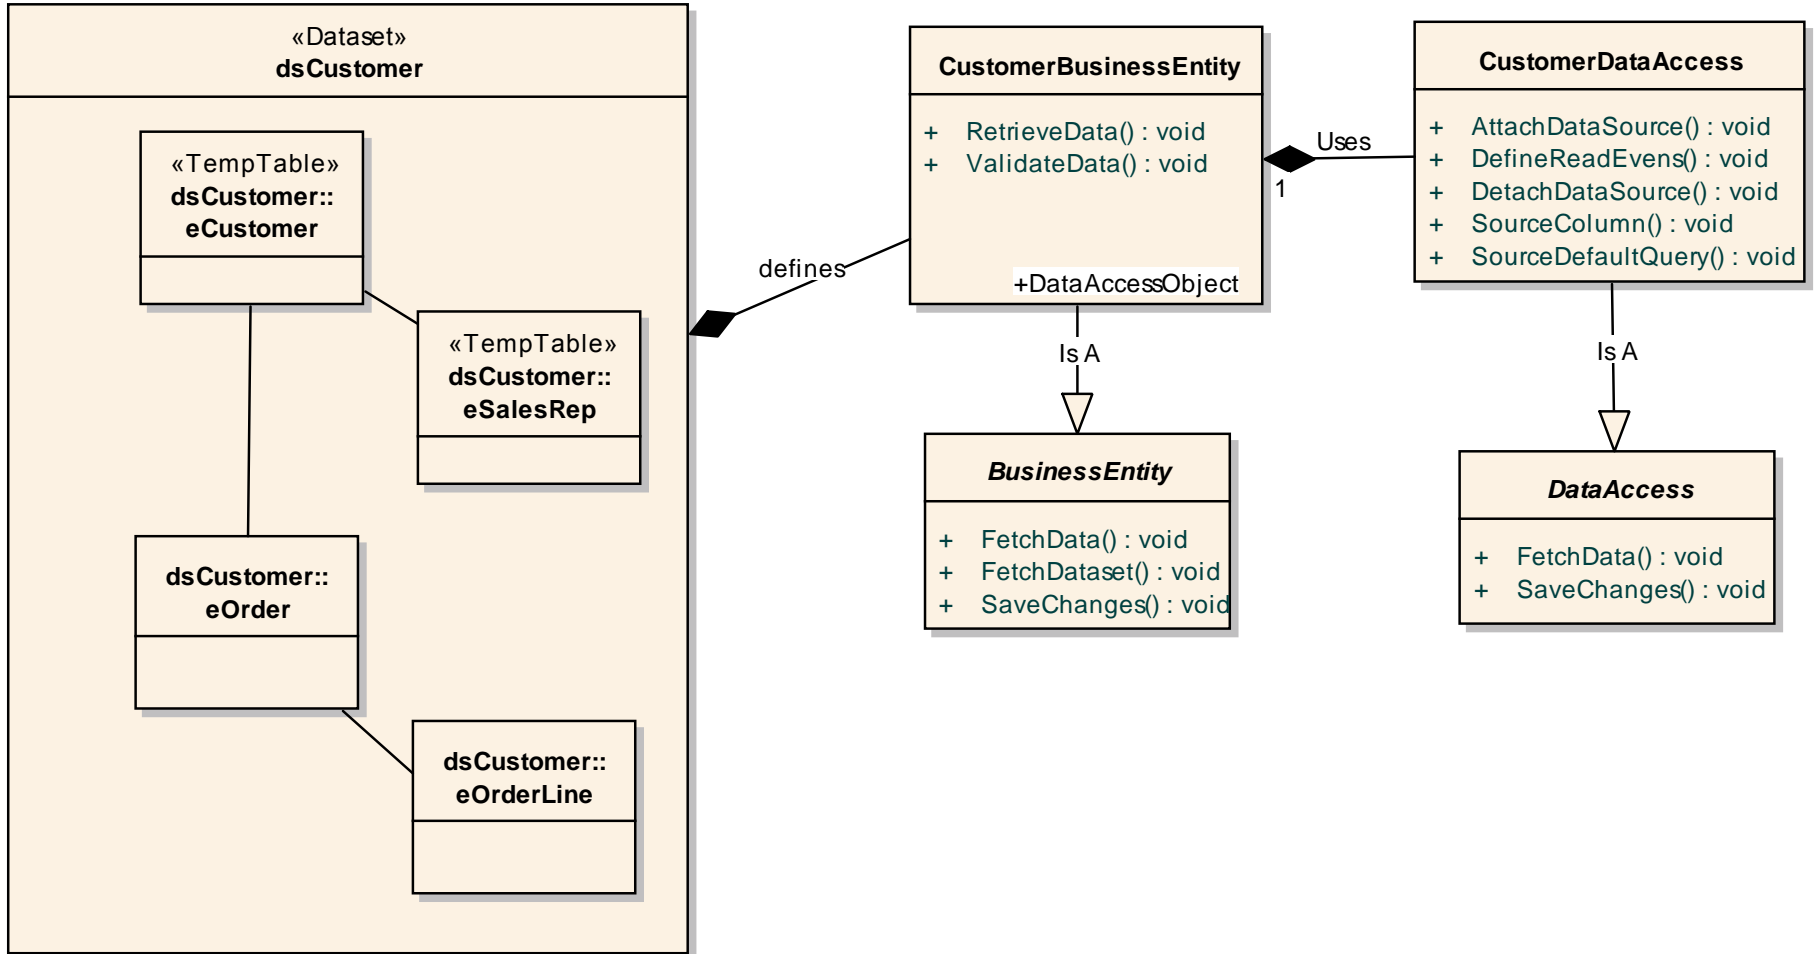 «Dataset»
dsCustomer
«TempTable»
dsCustomer::
eCustomer
«TempTable»
dsCustomer::
eSalesRep
dsCustomer::
eOrder
dsCustomer::
eOrderLine
defines
CustomerBusinessEntity
+ RetrieveData() : void
+ ValidateData() : void
+DataAccessObject
Uses
1
CustomerDataAccess
+ AttachDataSource() : void
+ DefineReadEvens() : void
+ DetachDataSource() : void
+ SourceColumn() : void
+ SourceDefaultQuery() : void
Is A
Is A
BusinessEntity
+ FetchData() : void
+ FetchDataset() : void
+ SaveChanges() : void
DataAccess
+ FetchData() : void
+ SaveChanges() : void